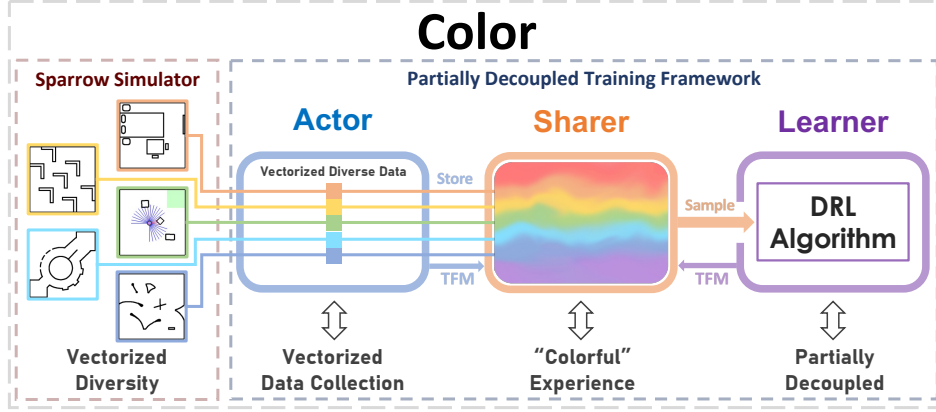 Color
Sparrow Simulator
Partially Decoupled Training Framework
Actor
Sharer
Learner
Vectorized Diverse Data
Store
Sample
DRL
Algorithm
TFM
TFM
Vectorized
Diversity
Vectorized
Data Collection
“Colorful”
Experience
Partially
Decoupled